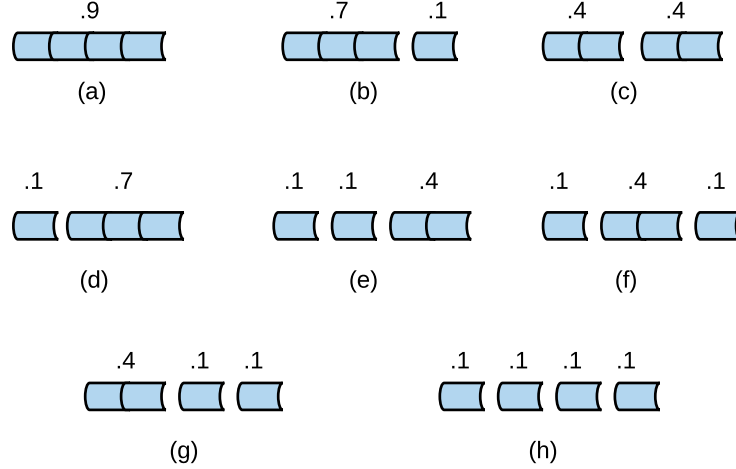 .9 .7 .1 .4 .4
(a) (b) (c)
.1 .7 .1 .1 .4 .1 .4 .1
(d) (e) (f)
.4 .1 .1 .1 .1 .1 .1
(g) (h)